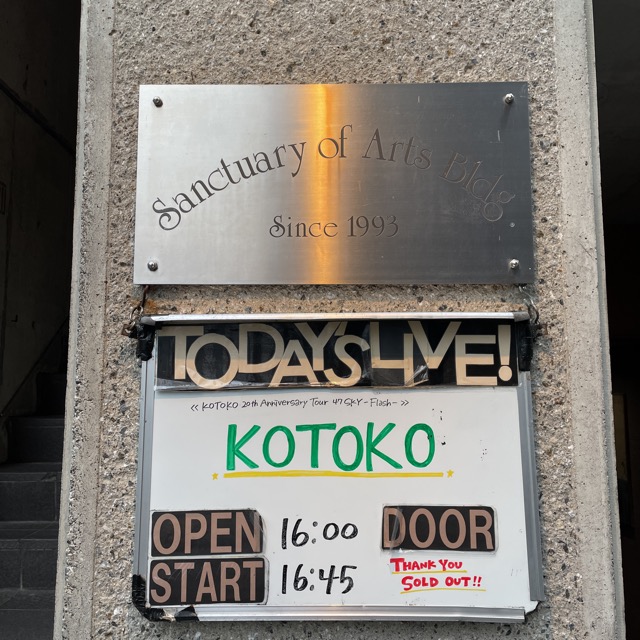 Sanctuary of Arts Bldg
Since 1993
TODAY'S LIVE!
<< KOTOKO 20th Anniversary Tour 47 SKY -Flash- >>
KOTOKO
OPEN 16:00 DOOR
START 16:45 THANK YOU
SOLD OUT!!